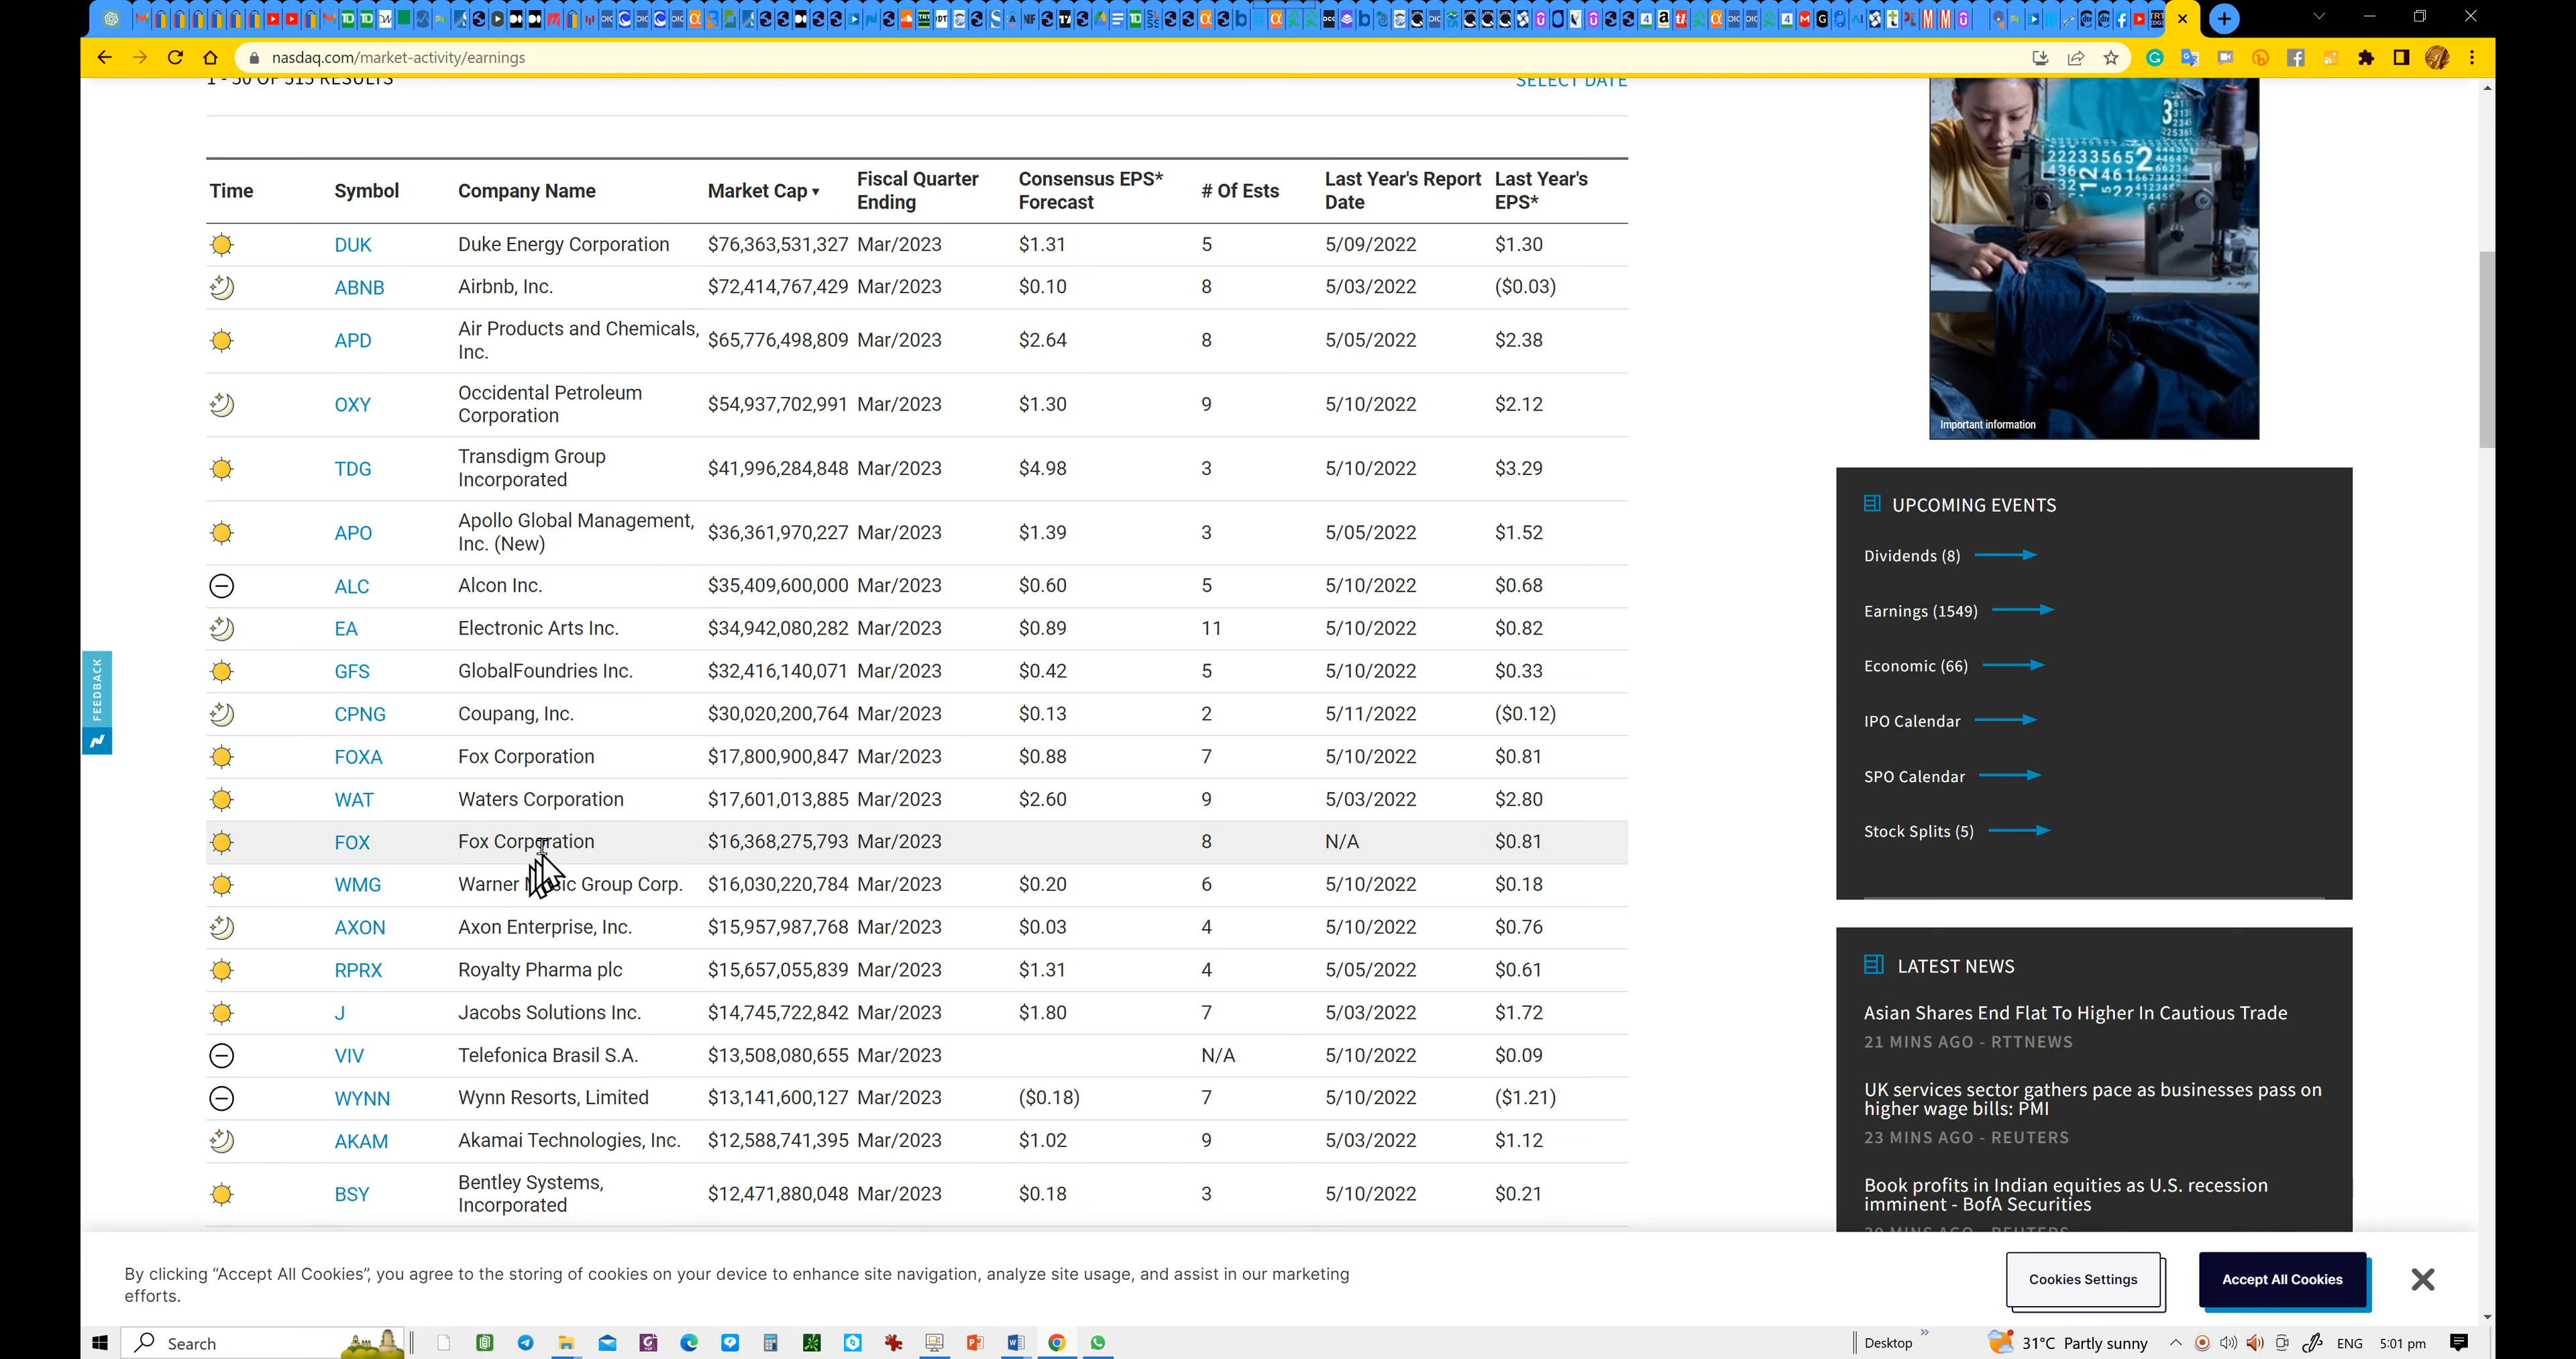 nasdaq.com/market-activity/earnings
1 - 50 OF 315 RESULTS
SELECT DATE
Time Symbol Company Name Market Cap Fiscal Quarter Ending Consensus EPS* Forecast # Of Ests Last Year's Report Date Last Year's EPS*
DUK Duke Energy Corporation $76,363,531,327 Mar/2023 $1.31 5 5/09/2022 $1.30
ABNB Airbnb, Inc. $72,414,767,429 Mar/2023 $0.10 8 5/03/2022 ($0.03)
APD Air Products and Chemicals, Inc. $65,776,498,809 Mar/2023 $2.64 8 5/05/2022 $2.38
OXY Occidental Petroleum Corporation $54,937,702,991 Mar/2023 $1.30 9 5/10/2022 $2.12
TDG Transdigm Group Incorporated $41,996,284,848 Mar/2023 $4.98 3 5/10/2022 $3.29
APO Apollo Global Management, Inc. (New) $36,361,970,227 Mar/2023 $1.39 3 5/05/2022 $1.52
ALC Alcon Inc. $35,409,600,000 Mar/2023 $0.60 5 5/10/2022 $0.68
EA Electronic Arts Inc. $34,942,080,282 Mar/2023 $0.89 11 5/10/2022 $0.82
GFS GlobalFoundries Inc. $32,416,140,071 Mar/2023 $0.42 5 5/10/2022 $0.33
CPNG Coupang, Inc. $30,020,200,764 Mar/2023 $0.13 2 5/11/2022 ($0.12)
FOXA Fox Corporation $17,800,900,847 Mar/2023 $0.88 7 5/10/2022 $0.81
WAT Waters Corporation $17,601,013,885 Mar/2023 $2.60 9 5/03/2022 $2.80
FOX Fox Corporation $16,368,275,793 Mar/2023 8 N/A $0.81
WMG Warner Music Group Corp. $16,030,220,784 Mar/2023 $0.20 6 5/10/2022 $0.18
AXON Axon Enterprise, Inc. $15,957,987,768 Mar/2023 $0.03 4 5/10/2022 $0.76
RPRX Royalty Pharma plc $15,657,055,839 Mar/2023 $1.31 4 5/05/2022 $0.61
J Jacobs Solutions Inc. $14,745,722,842 Mar/2023 $1.80 7 5/03/2022 $1.72
VIV Telefonica Brasil S.A. $13,508,080,655 Mar/2023 N/A 5/10/2022 $0.09
WYNN Wynn Resorts, Limited $13,141,600,127 Mar/2023 ($0.18) 7 5/10/2022 ($1.21)
AKAM Akamai Technologies, Inc. $12,588,741,395 Mar/2023 $1.02 9 5/03/2022 $1.12
BSY Bentley Systems, Incorporated $12,471,880,048 Mar/2023 $0.18 3 5/10/2022 $0.21
FEEDBACK
Important information
UPCOMING EVENTS
Dividends (8)
Earnings (1549)
Economic (66)
IPO Calendar
SPO Calendar
Stock Splits (5)
LATEST NEWS
Asian Shares End Flat To Higher In Cautious Trade
21 MINS AGO - RTTNEWS
UK services sector gathers pace as businesses pass on
higher wage bills: PMI
23 MINS AGO - REUTERS
Book profits in Indian equities as U.S. recession
imminent - BofA Securities
By clicking “Accept All Cookies”, you agree to the storing of cookies on your device to enhance site navigation, analyze site usage, and assist in our marketing
efforts.
Cookies Settings
Accept All Cookies
Search
Desktop
31°C Partly sunny
ENG
5:01 pm